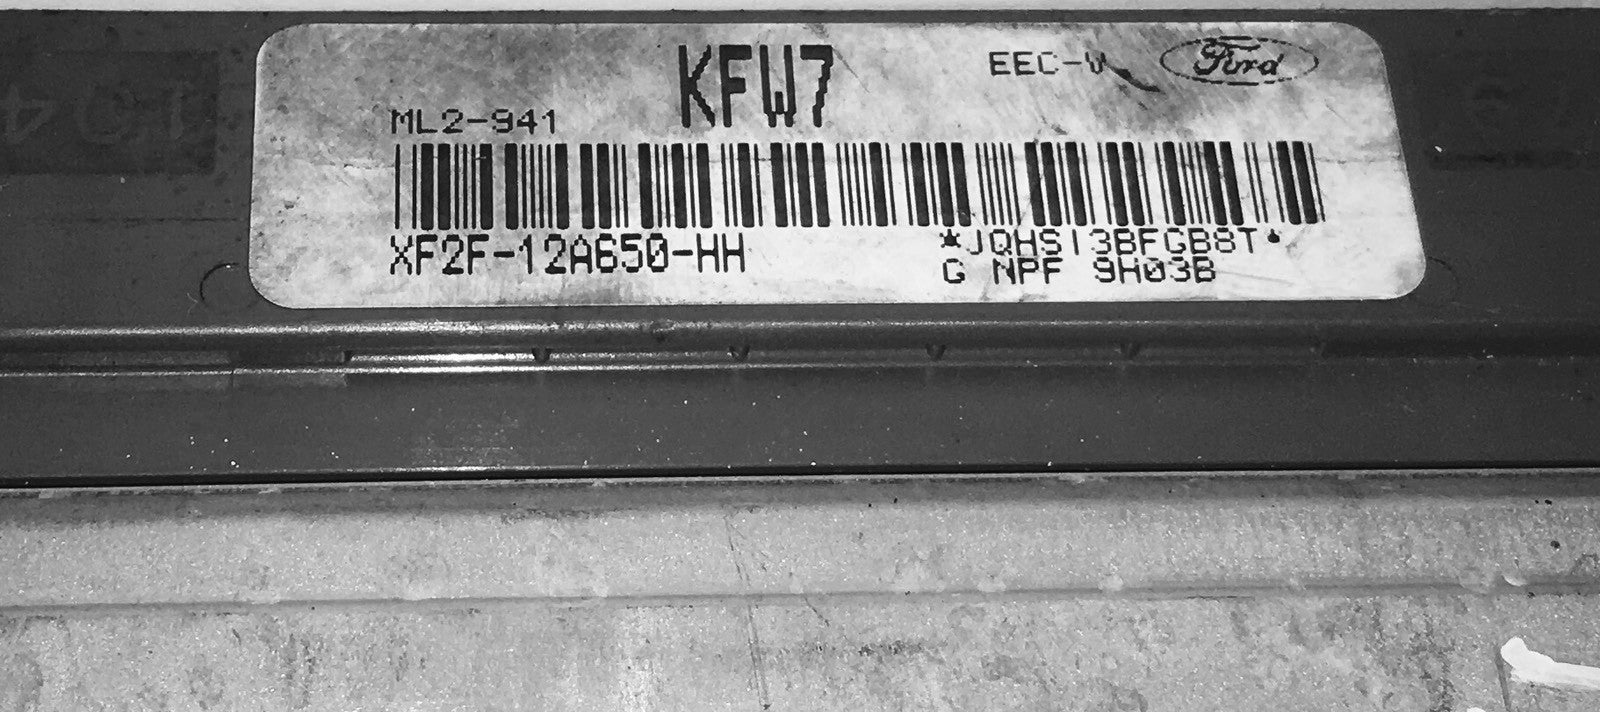 KFW7
EEC-V
Ford
ML2-941
XF2F-12A650-HH
*JQHS13BFGB8T*
G NPF 9H03B